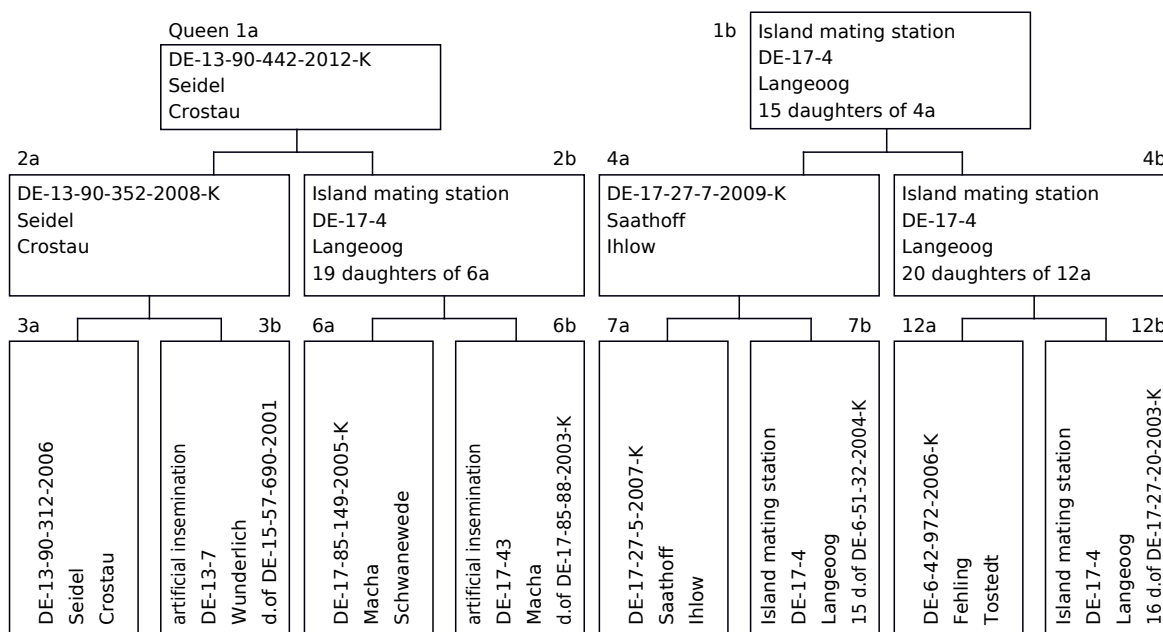 Queen 1a
DE-13-90-442-2012-K
Seidel
Crostau
1b
Island mating station
DE-17-4
Langeoog
15 daughters of 4a
2a
DE-13-90-352-2008-K
Seidel
Crostau
2b
Island mating station
DE-17-4
Langeoog
19 daughters of 6a
4a
DE-17-27-7-2009-K
Saathoff
Ihlow
4b
Island mating station
DE-17-4
Langeoog
20 daughters of 12a
3a
DE-13-90-312-2006
Seidel
Crostau
3b
artificial insemination
DE-13-7
Wunderlich
d.of DE-15-57-690-2001
6a
DE-17-85-149-2005-K
Macha
Schwanewede
6b
artificial insemination
DE-17-43
Macha
d.of DE-17-85-88-2003-K
7a
DE-17-27-5-2007-K
Saathoff
Ihlow
7b
Island mating station
DE-17-4
Langeoog
15 d.of DE-6-51-32-2004-K
12a
DE-6-42-972-2006-K
Fehling
Tostedt
12b
Island mating station
DE-17-4
Langeoog
16 d.of DE-17-27-20-2003-K